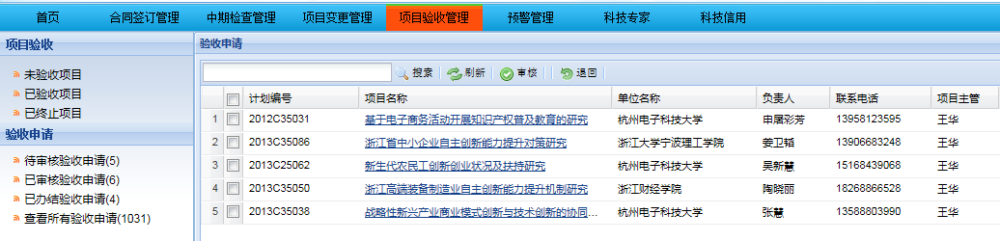 首页 合同签订管理 中期检查管理 项目变更管理 项目验收管理 预警管理 科技专家 科技信用
项目验收
未验收项目
已验收项目
已终止项目
验收申请
待审核验收申请(5)
已审核验收申请(6)
已办结验收申请(4)
查看所有验收申请(1031)
验收申请
搜索 刷新 审核 退回
计划编号 项目名称 单位名称 负责人 联系电话 项目主管
1 2012C35031 基于电子商务活动开展知识产权普及教育的研究 杭州电子科技大学 申屠彩芳 13958123595 王华
2 2013C35086 浙江省中小企业自主创新能力提升对策研究 浙江大学宁波理工学院 姜卫韬 13906683248 王华
3 2013C25062 新生代农民工创新创业状况及扶持研究 杭州电子科技大学 吴新慧 15168439068 王华
4 2013C35050 浙江高端装备制造业自主创新能力提升机制研究 浙江财经学院 陶晓丽 18268866528 王华
5 2013C35038 战略性新兴产业商业模式创新与技术创新的协同... 杭州电子科技大学 张慧 13588803990 王华